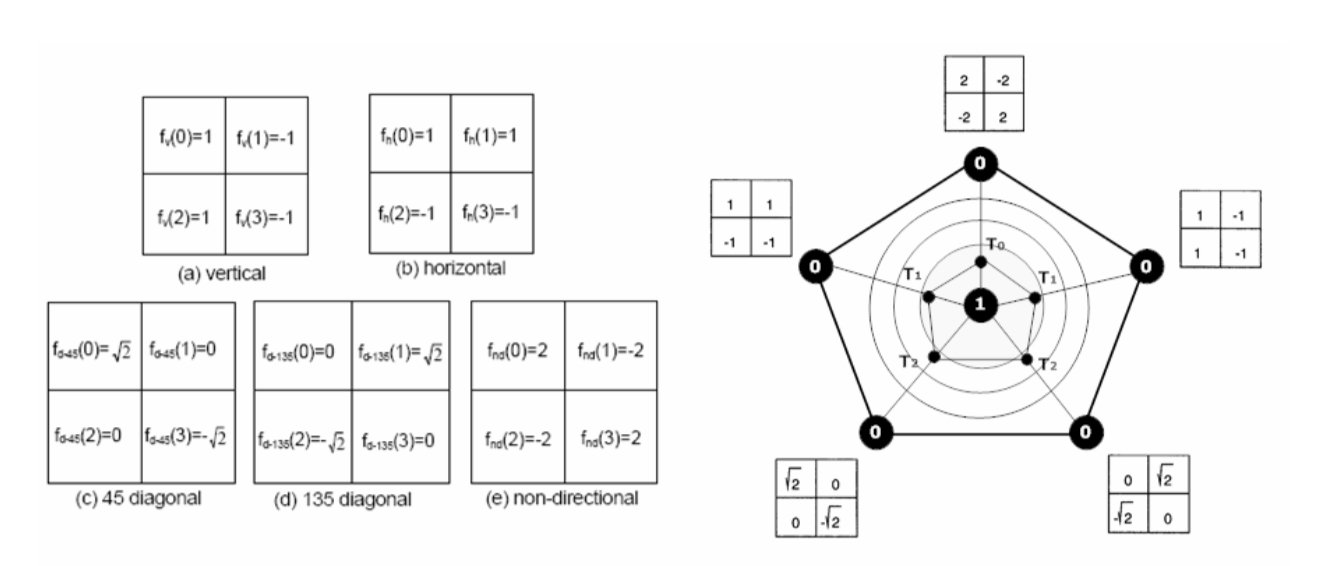 fv(0)=1 fv(1)=-1
fv(2)=1 fv(3)=-1
(a) vertical
fh(0)=1 fh(1)=1
fh(2)=-1 fh(3)=-1
(b) horizontal
fd-45(0)=√2 fd-45(1)=0
fd-45(2)=0 fd-45(3)=-√2
(c) 45 diagonal
fd-135(0)=0 fd-135(1)=√2
fd-135(2)=-√2 fd-135(3)=0
(d) 135 diagonal
fnd(0)=2 fnd(1)=-2
fnd(2)=-2 fnd(3)=2
(e) non-directional
2 -2
-2 2
0
1 1
-1 -1
1 -1
1 -1
0
0
T0
T1
T1
1
T2
T2
0
0
√2 0
0 -√2
0 √2
-√2 0